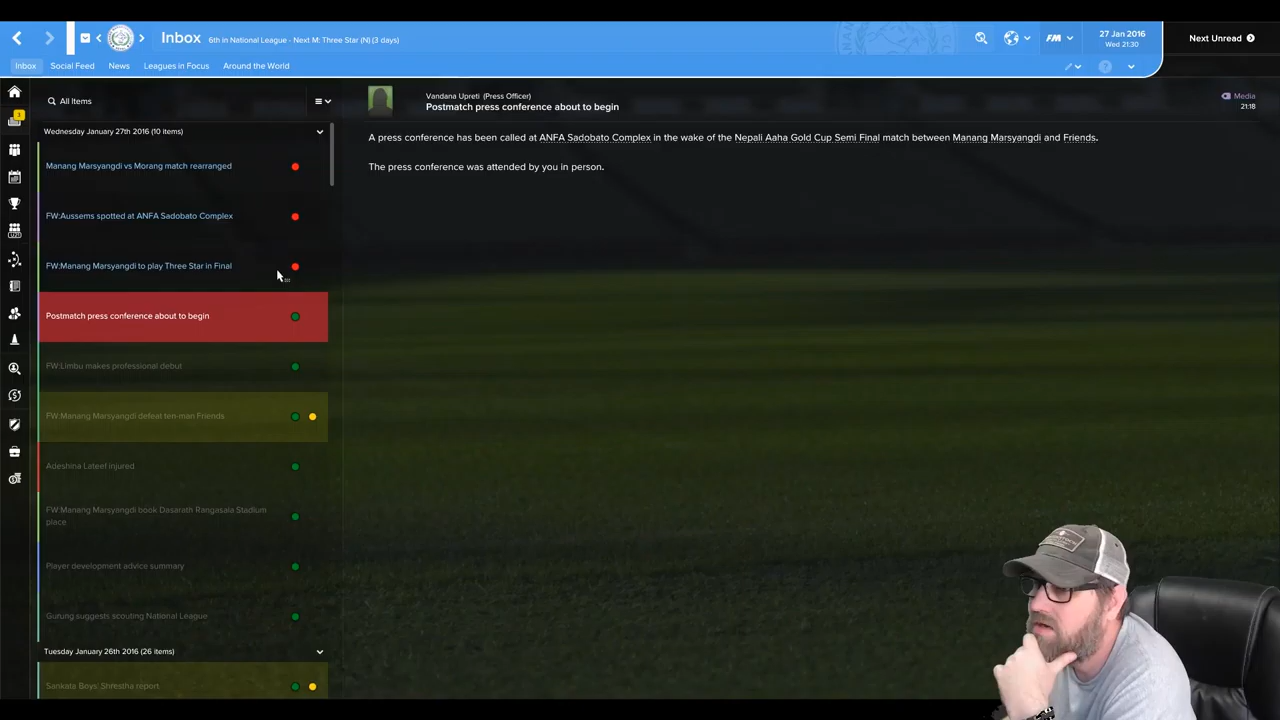 Inbox
6th in National League - Next M: Three Star (N) (3 days)
FM
27 Jan 2016
Wed 21:30
Next Unread
Inbox
Social Feed
News
Leagues in Focus
Around the World
All Items
Vandana Upreti (Press Officer)
Postmatch press conference about to begin
Media
21:18
Wednesday January 27th 2016 (10 items)
A press conference has been called at ANFA Sadobato Complex in the wake of the Nepali Aaha Gold Cup Semi Final match between Manang Marsyangdi and Friends.
The press conference was attended by you in person.
Manang Marsyangdi vs Morang match rearranged
FW:Aussems spotted at ANFA Sadobato Complex
FW:Manang Marsyangdi to play Three Star in Final
Postmatch press conference about to begin
FW:Limbu makes professional debut
FW:Manang Marsyangdi defeat ten-man Friends
Adeshina Lateef injured
FW:Manang Marsyangdi book Dasarath Rangasala Stadium
place
Player development advice summary
Gurung suggests scouting National League
Tuesday January 26th 2016 (26 items)
Sankata Boys' Shrestha report